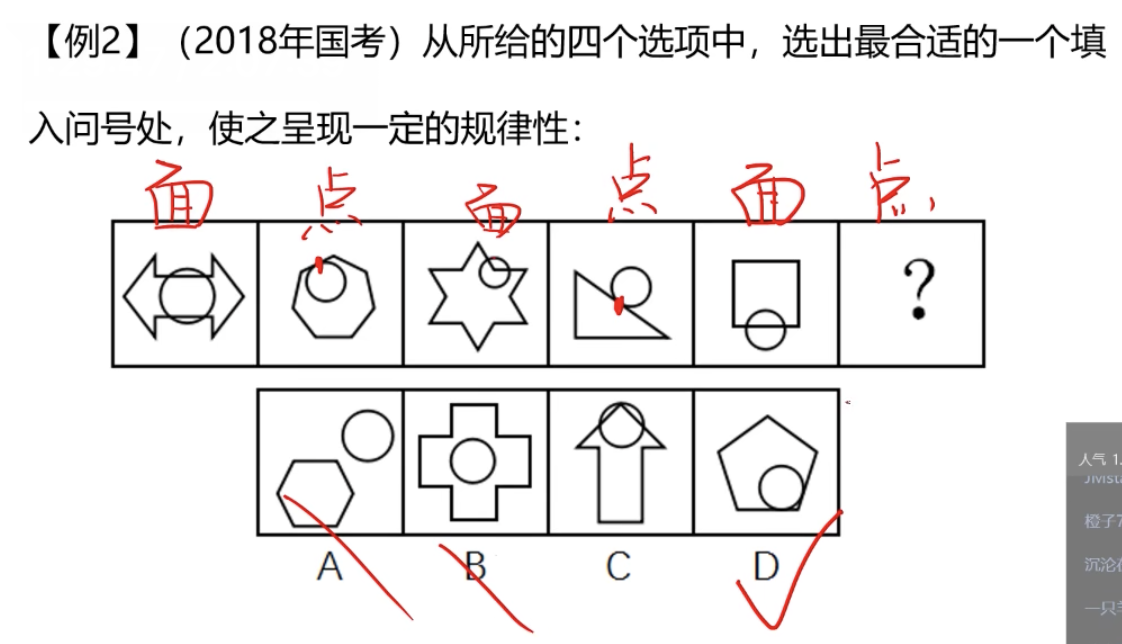 【例2】（2018年国考）从所给的四个选项中，选出最合适的一个填
入问号处，使之呈现一定的规律性：
面 点 面 点 面 点
?
A B C D
人气 1.
JMsta
橙子7
沉沦
一只